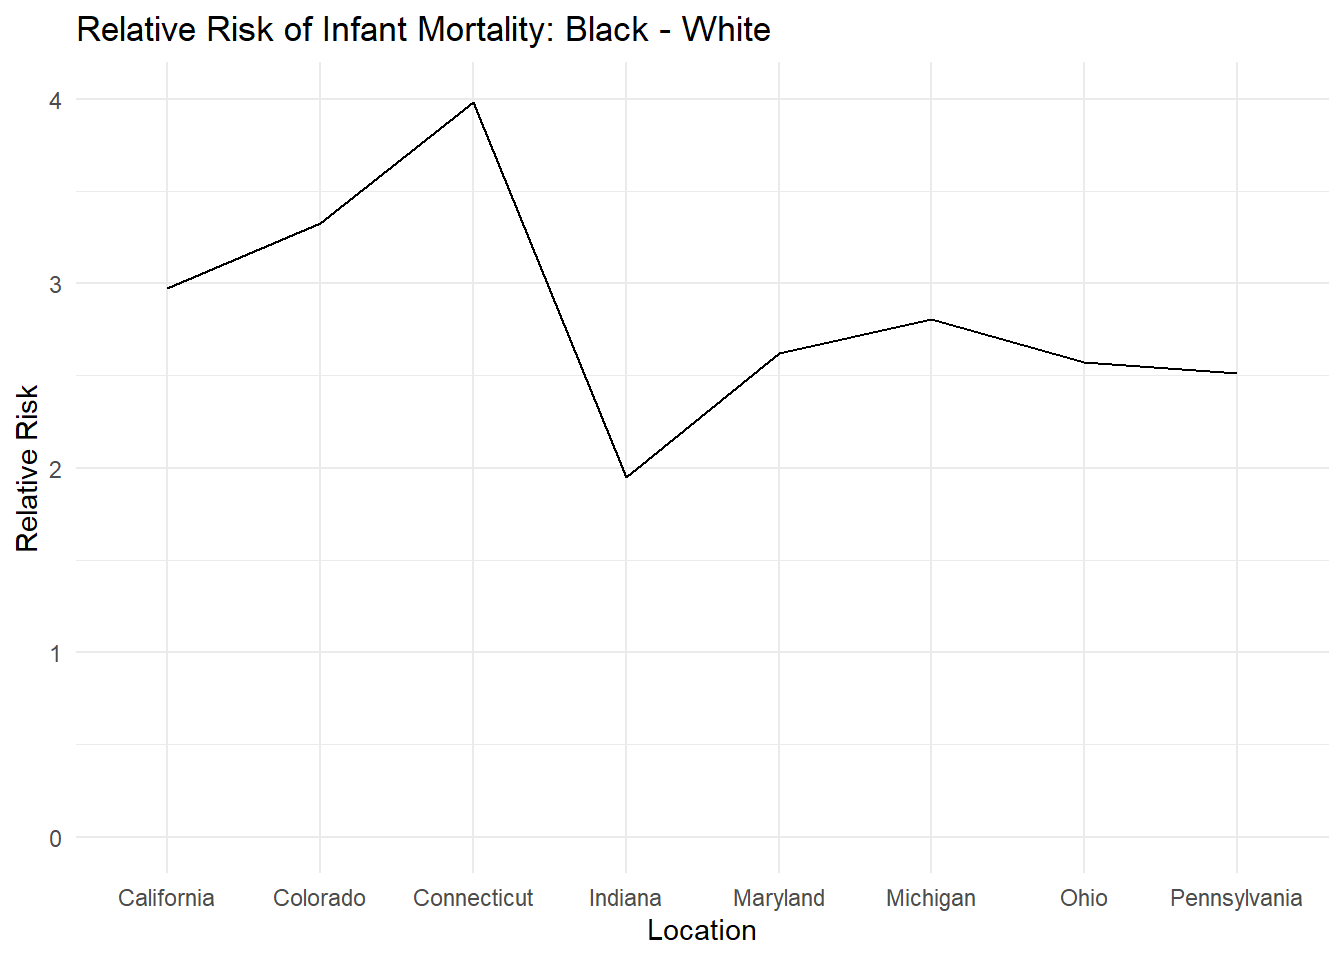 Relative Risk of Infant Mortality: Black - White
4
3
2
1
0
Relative Risk
California Colorado Connecticut Indiana Maryland Michigan Ohio Pennsylvania
Location